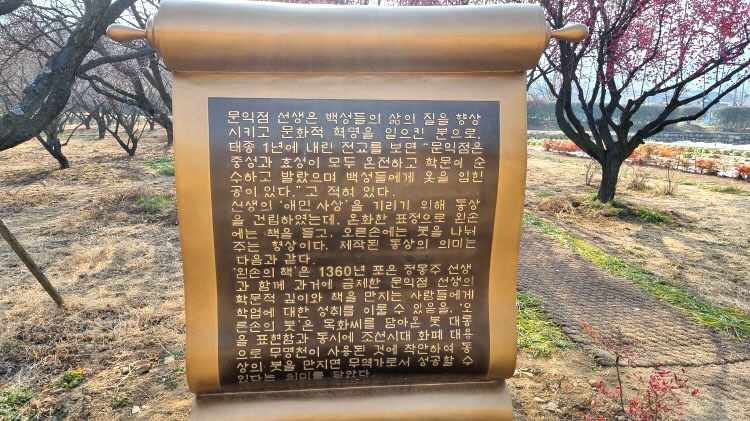 문익점 선생은 백성들의 삶의 질을 향상
시키고 문화적 혁명을 일으킨 분으로,
태종 1년에 내린 전교를 보면 "문익점은
충성과 효성이 모두 온전하고 학문이 순
수하고 발랐으며 백성들에게 옷을 입힌
공이 있다."고 적혀 있다.
선생의 '애민 사상'을 기리기 위해 동상
을 건립하였는데, 온화한 표정으로 왼손
에는 책을 들고, 오른손에는 붓을 나눠
주는 형상이다. 제작된 동상의 의미는
다음과 같다.
'왼손의 책'은 1360년 포은 정몽주 선생
과 함께 과거에 급제한 문익점 선생의
학문적 깊이와 책을 만지는 사람들에게
학업에 대한 성취를 이룰 수 있음을, '오
른손의 붓'은 목화씨를 담아온 붓 대롱
을 표현함과 동시에 조선시대 화폐 대용
으로 무명천이 사용된 것에 착안하여 동
상의 붓을 만지면 무역가로서 성공할 수
있다는 의미를 담았다.